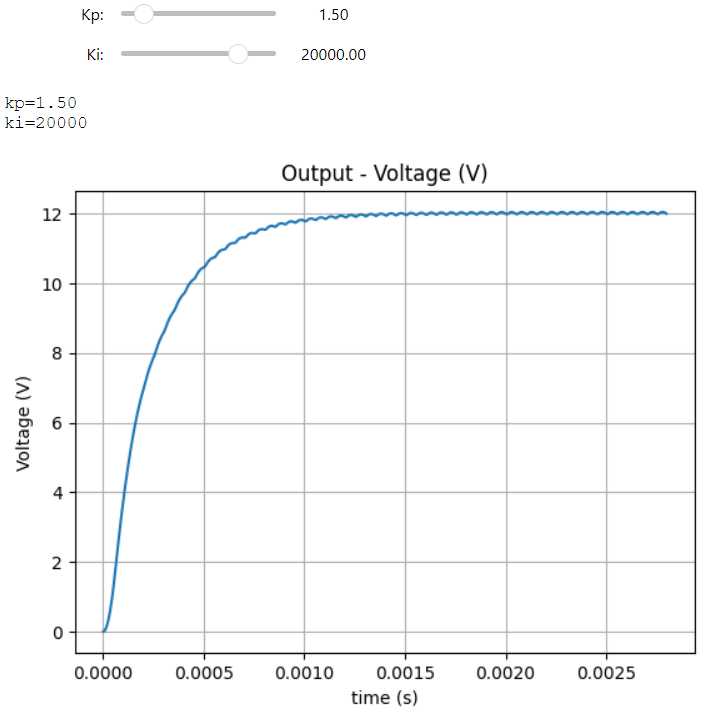 Kp: 1.50
Ki: 20000.00
kp=1.50
ki=20000
Output - Voltage (V)
12
10
8
6
4
2
0
Voltage (V)
0.0000 0.0005 0.0010 0.0015 0.0020 0.0025
time (s)